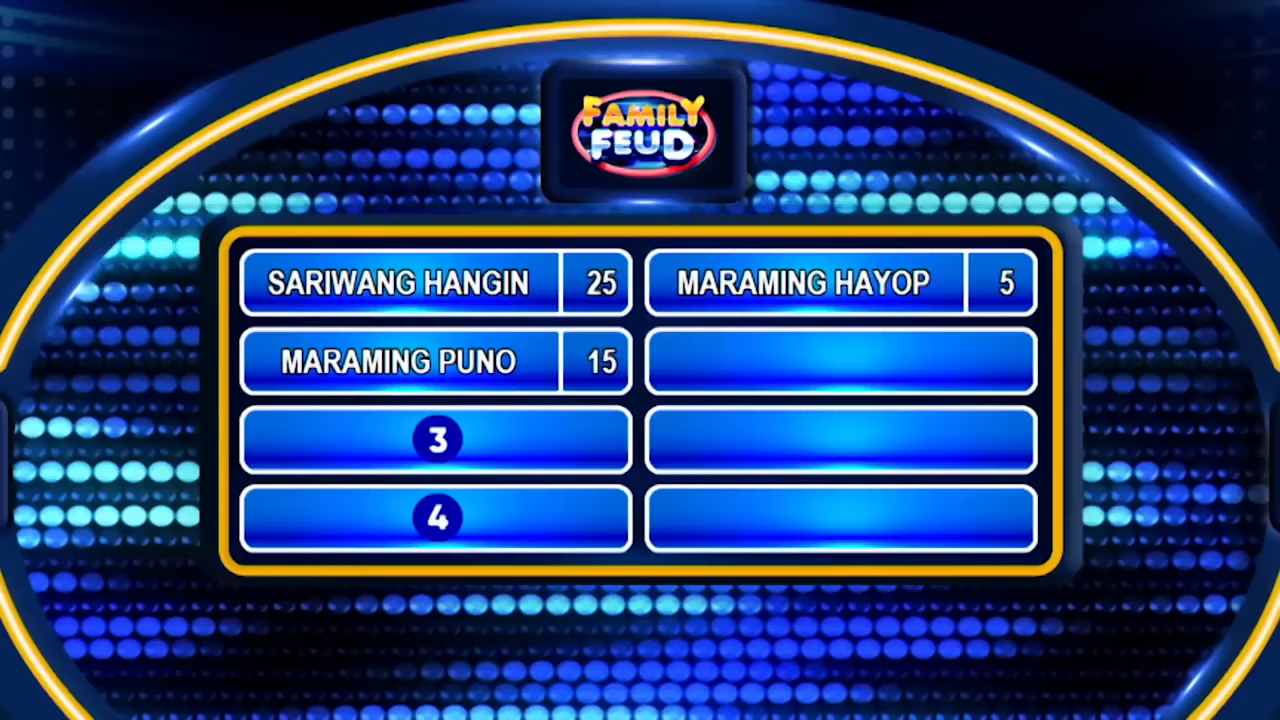 FAMILY
FEUD
SARIWANG HANGIN 25
MARAMING PUNO 15
3
4
MARAMING HAYOP 5